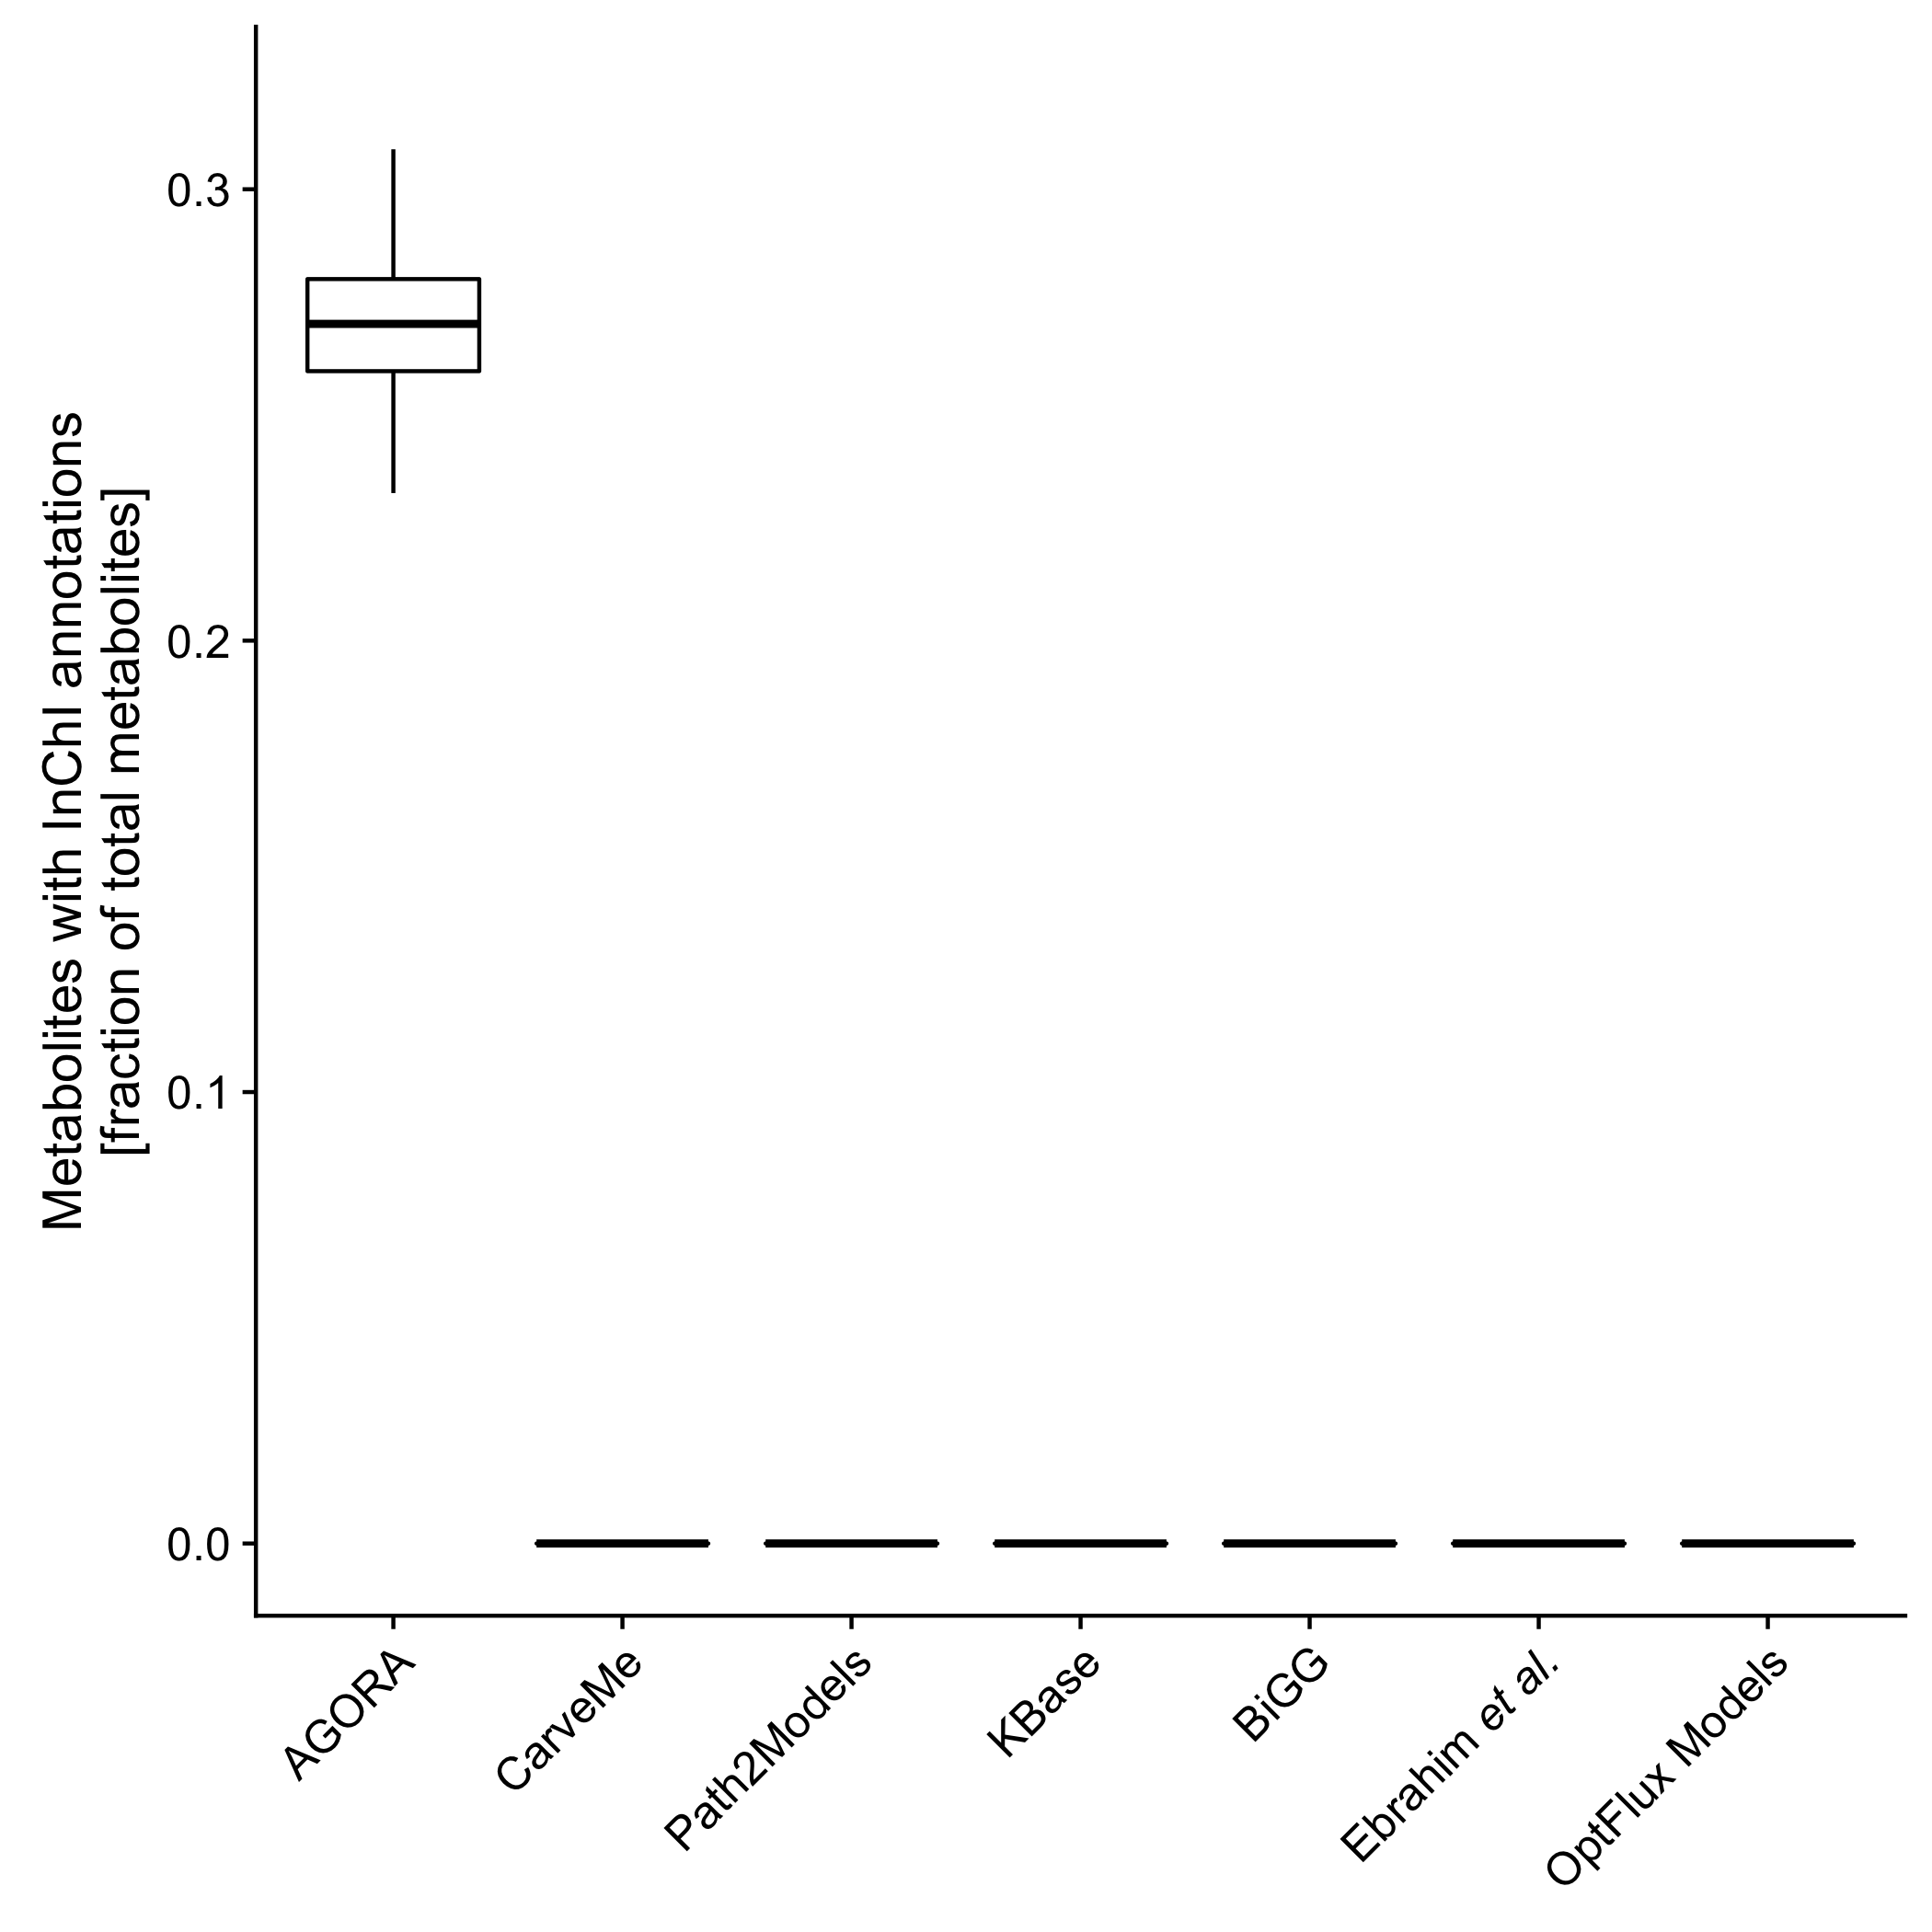 Metabolites with InChI annotations
[fraction of total metabolites]
0.3
0.2
0.1
0.0
AGORA
CarveMe
Path2Models
KBase
BiGG
Ebrahim et al.
OptFlux Models